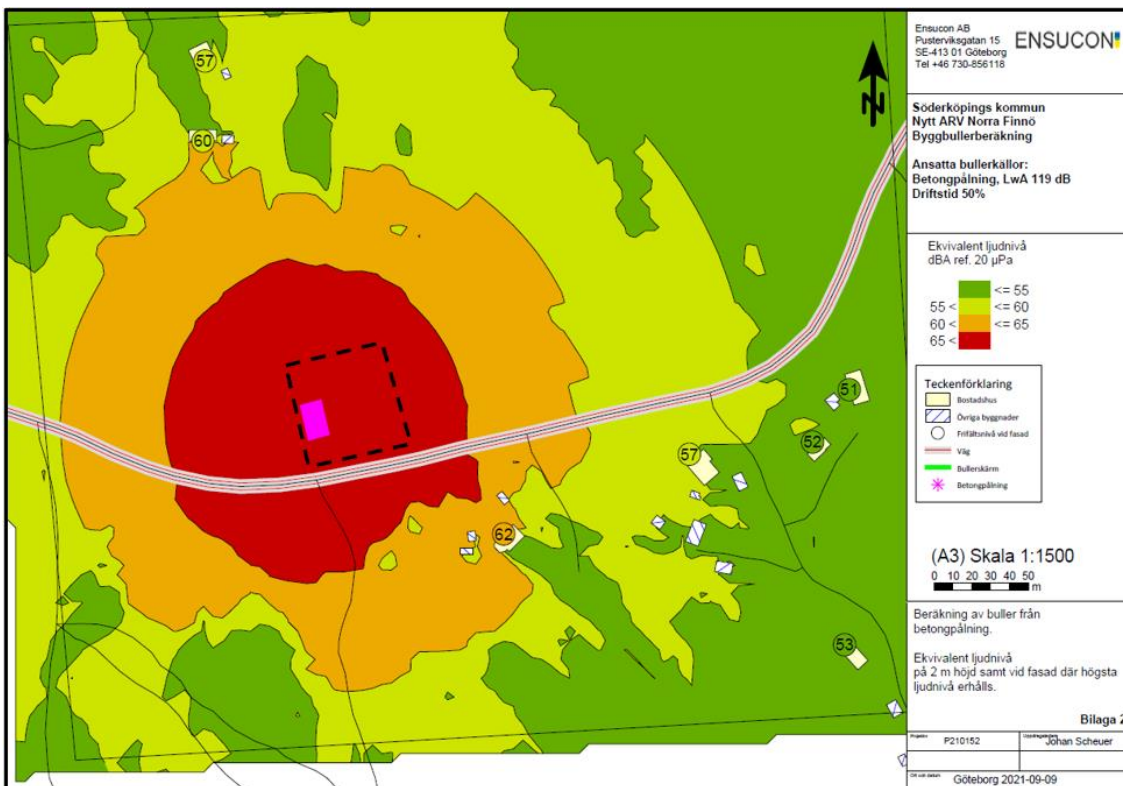 57
60
51
52
57
62
53
N
Ensucon AB
Pusterviksgatan 15
SE-413 01 Göteborg
Tel +46 730-856118
ENSUCON
Söderköpings kommun
Nytt ARV Norra Finnö
Byggbullerberäkning
Ansatta bullerkällor:
Betongpålning, LwA 119 dB
Driftstid 50%
Ekvivalent ljudnivå
dBA ref. 20 µPa
<= 55
55 < <= 60
60 < <= 65
65 <
Teckenförklaring
Bostadshus
Övriga byggnader
Frifältsnivå vid fasad
Väg
Bullerskärm
Betongpålning
(A3) Skala 1:1500
0 10 20 30 40 50
m
Beräkning av buller från
betongpålning.
Ekvivalent ljudnivå
på 2 m höjd samt vid fasad där högsta
ljudnivå erhålls.
Bilaga 2
P210152
Johan Scheuer
Göteborg 2021-09-09